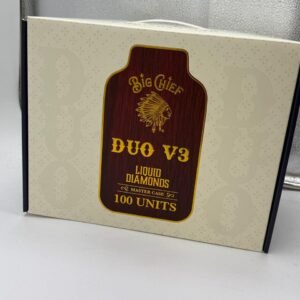 BIG CHIEF
DUO V3
LIQUID
DIAMONDS
MASTER CASE
100 UNITS